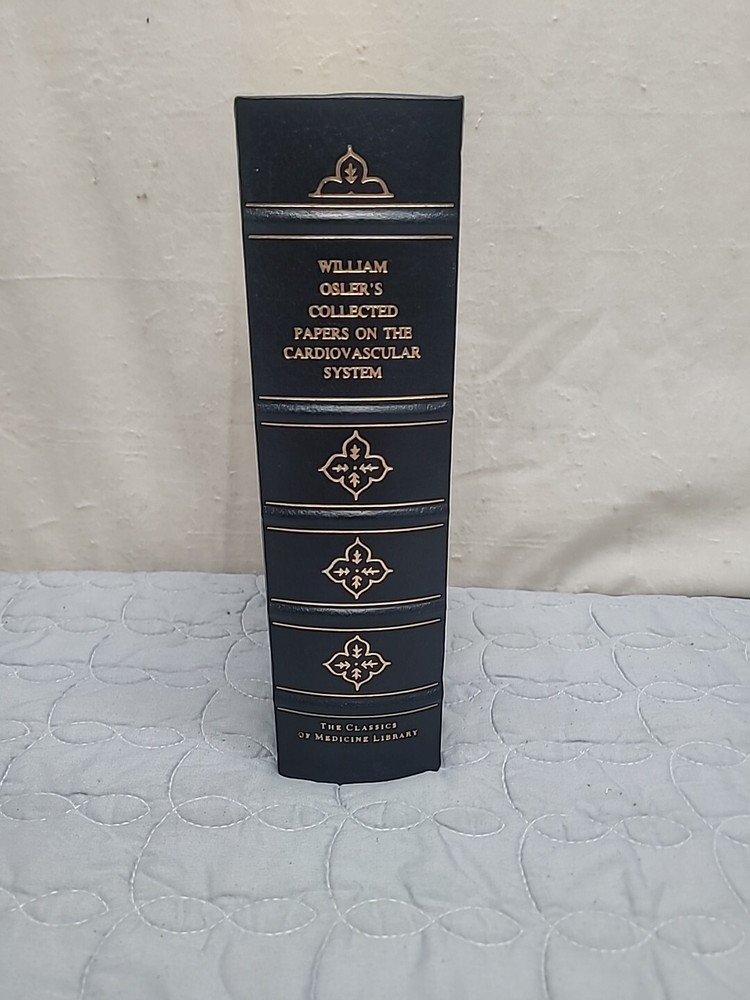 WILLIAM
OSLER'S
COLLECTED
PAPERS ON THE
CARDIOVASCULAR
SYSTEM
THE CLASSICS
OF MEDICINE LIBRARY